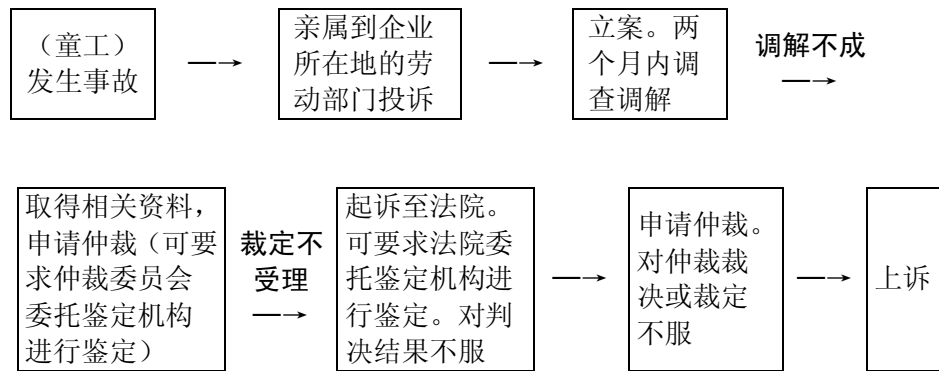 （童工）
发生事故
亲属到企业
所在地的劳
动部门投诉
立案。两
个月内调
查调解
调解不成
取得相关资料，
申请仲裁（可要
求仲裁委员会
委托鉴定机构
进行鉴定）
裁定不
受理
起诉至法院。
可要求法院委
托鉴定机构进
行鉴定。对判
决结果不服
申请仲裁。
对仲裁裁
决或裁定
不服
上诉